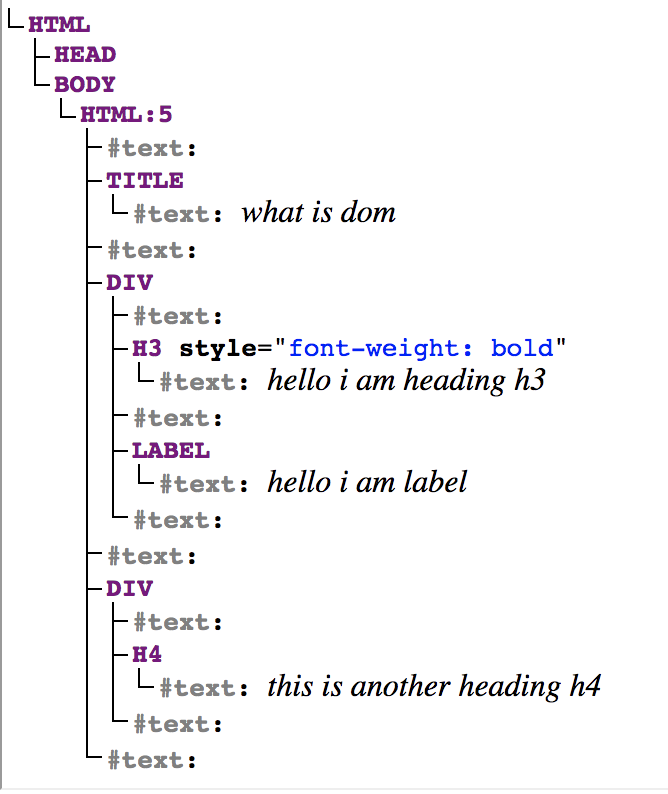 HTML
HEAD
BODY
HTML:5
#text:
TITLE
#text: what is dom
#text:
DIV
#text:
H3 style="font-weight: bold"
#text: hello i am heading h3
#text:
LABEL
#text: hello i am label
#text:
#text:
DIV
#text:
H4
#text: this is another heading h4
#text:
#text: